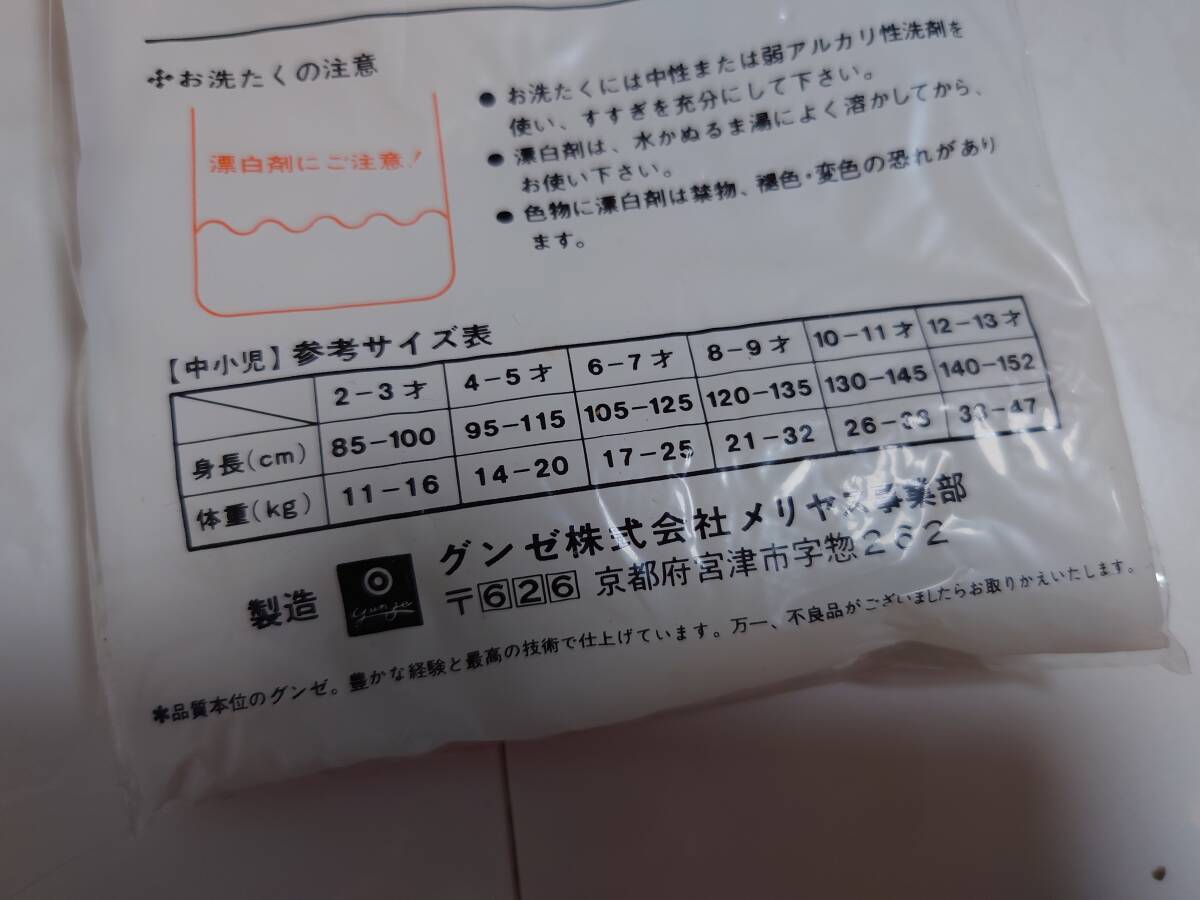 ✣お洗たくの注意
漂白剤にご注意!
● お洗たくには中性または弱アルカリ性洗剤を
使い、すすぎを充分にして下さい。
● 漂白剤は、水かぬるま湯によく溶かしてから、
お使い下さい。
● 色物に漂白剤は禁物、褪色・変色の恐れがあり
ます。
【中小児】参考サイズ表
2-3才 4-5才 6-7才 8-9才 10-11才 12-13才
身長(cm) 85-100 95-115 105-125 120-135 130-145 140-152
体重(kg) 11-16 14-20 17-25 21-32 26-38 33-47
製造
gunze
グンゼ株式会社メリヤス事業部
〒626 京都府宮津市字惣262
✱品質本位のグンゼ。豊かな経験と最高の技術で仕上げています。万一、不良品がございましたらお取りかえいたします。